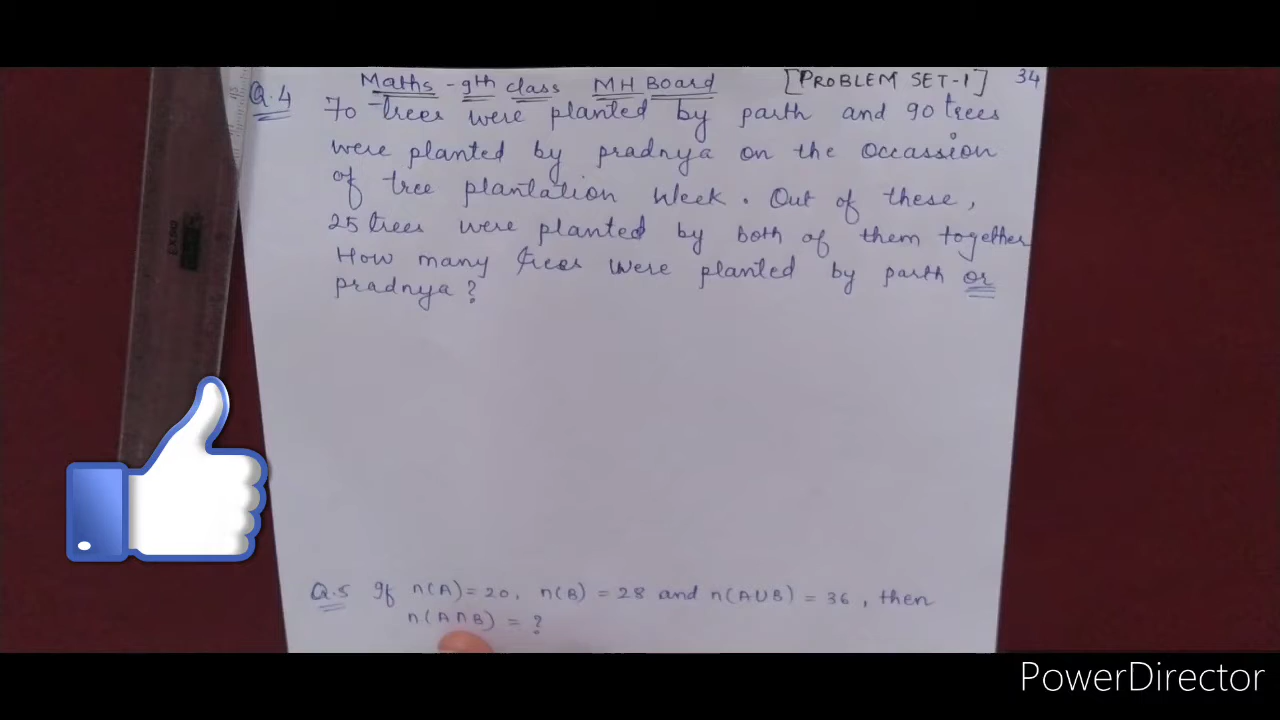 Maths - 9th class MH Board [PROBLEM SET-1] 34
Q.4 70 trees were planted by parth and 90 trees
were planted by pradnya on the occassion
of tree plantation week. Out of these,
25 trees were planted by both of them together
How many trees were planted by parth or
pradnya?
Q.5 If n(A) = 20, n(B) = 28 and n(A∪B) = 36, then
n(A∩B) = ?
PowerDirector